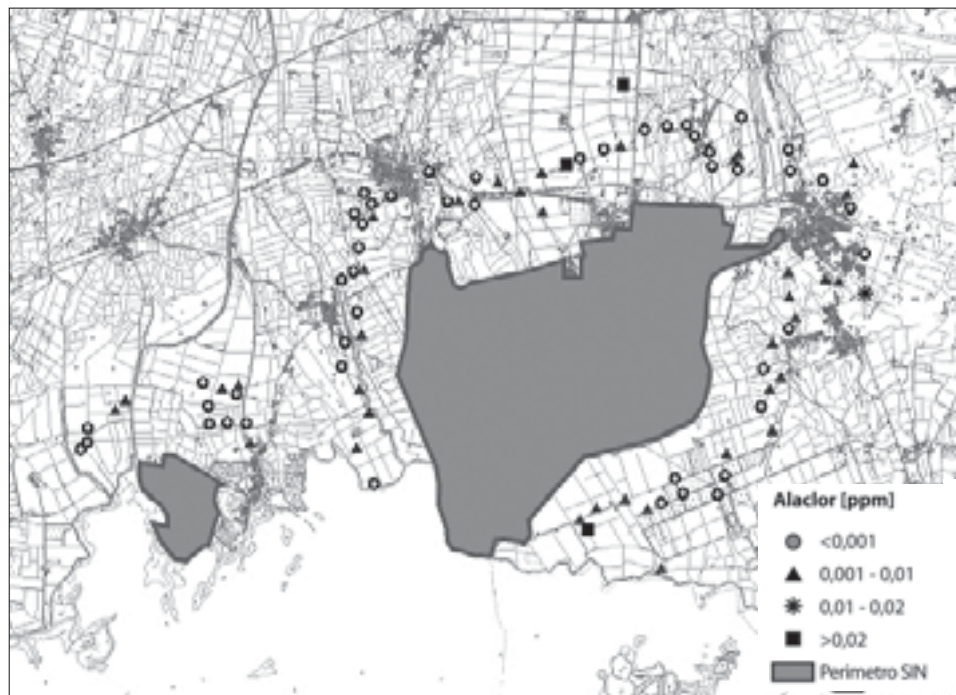 Alaclor [ppm]
<0,001
0,001 - 0,01
0,01 - 0,02
>0,02
Perimetro SIN